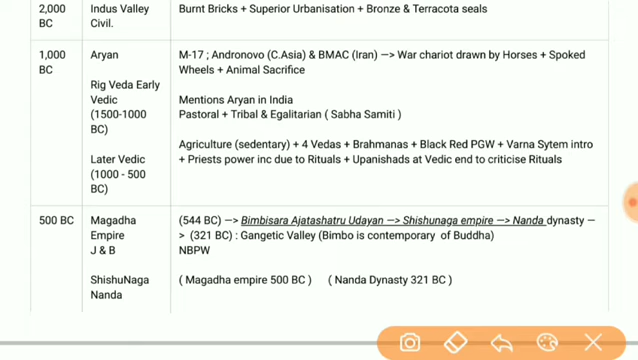 2,000 Indus Valley Burnt Bricks + Superior Urbanisation + Bronze & Terracota seals
BC Civil.
1,000 Aryan M-17 ; Andronovo (C.Asia) & BMAC (Iran) —> War chariot drawn by Horses + Spoked
BC Wheels + Animal Sacrifice
Rig Veda Early
Vedic Mentions Aryan in India
(1500-1000 Pastoral + Tribal & Egalitarian ( Sabha Samiti )
BC)
Agriculture (sedentary) + 4 Vedas + Brahmanas + Black Red PGW + Varna Sytem intro
Later Vedic + Priests power inc due to Rituals + Upanishads at Vedic end to criticise Rituals
(1000 - 500
BC)
500 BC Magadha (544 BC) —> Bimbisara Ajatashatru Udayan —> Shishunaga empire —> Nanda dynasty —
Empire > (321 BC) : Gangetic Valley (Bimbo is contemporary of Buddha)
J & B NBPW
ShishuNaga ( Magadha empire 500 BC ) ( Nanda Dynasty 321 BC )
Nanda